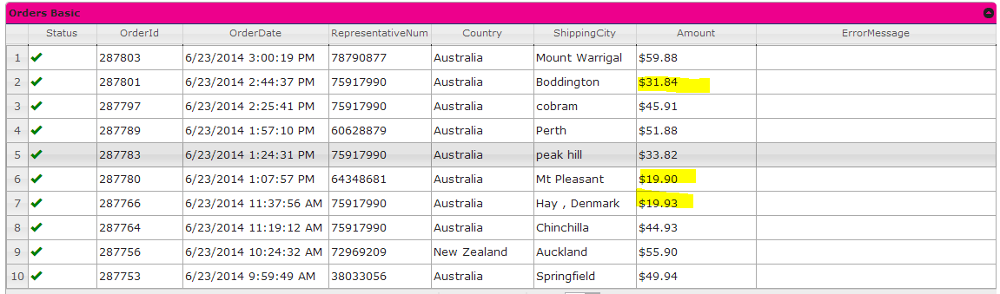 Orders Basic
Status OrderId OrderDate RepresentativeNum Country ShippingCity Amount ErrorMessage
1 287803 6/23/2014 3:00:19 PM 78790877 Australia Mount Warrigal $59.88
2 287801 6/23/2014 2:44:37 PM 75917990 Australia Boddington $31.84
3 287797 6/23/2014 2:25:41 PM 75917990 Australia cobram $45.91
4 287789 6/23/2014 1:57:10 PM 60628879 Australia Perth $51.88
5 287783 6/23/2014 1:24:31 PM 75917990 Australia peak hill $33.82
6 287780 6/23/2014 1:07:57 PM 64348681 Australia Mt Pleasant $19.90
7 287766 6/23/2014 11:37:56 AM 75917990 Australia Hay , Denmark $19.93
8 287764 6/23/2014 11:19:12 AM 75917990 Australia Chinchilla $44.93
9 287756 6/23/2014 10:24:32 AM 72969209 New Zealand Auckland $55.90
10 287753 6/23/2014 9:59:49 AM 38033056 Australia Springfield $49.94